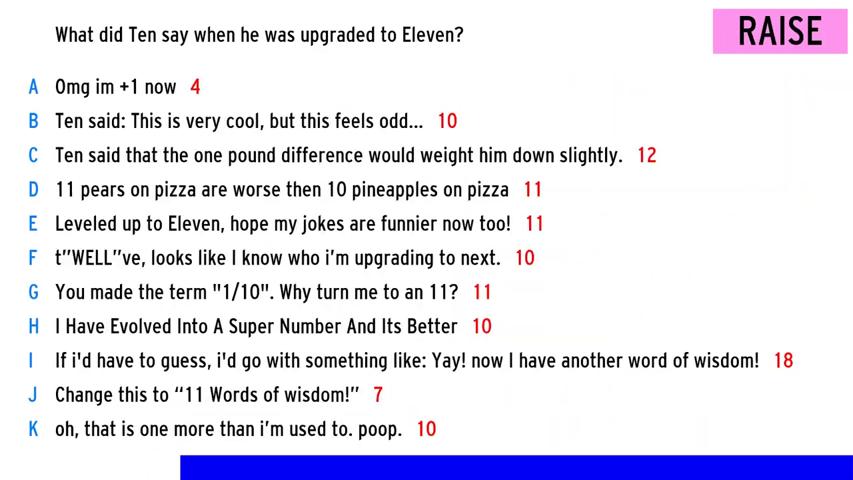 What did Ten say when he was upgraded to Eleven?
RAISE
A Omg im +1 now 4
B Ten said: This is very cool, but this feels odd... 10
C Ten said that the one pound difference would weight him down slightly. 12
D 11 pears on pizza are worse then 10 pineapples on pizza 11
E Leveled up to Eleven, hope my jokes are funnier now too! 11
F t”WELL”ve, looks like I know who i’m upgrading to next. 10
G You made the term "1/10". Why turn me to an 11? 11
H I Have Evolved Into A Super Number And Its Better 10
I If i'd have to guess, i'd go with something like: Yay! now I have another word of wisdom! 18
J Change this to “11 Words of wisdom!” 7
K oh, that is one more than i’m used to. poop. 10